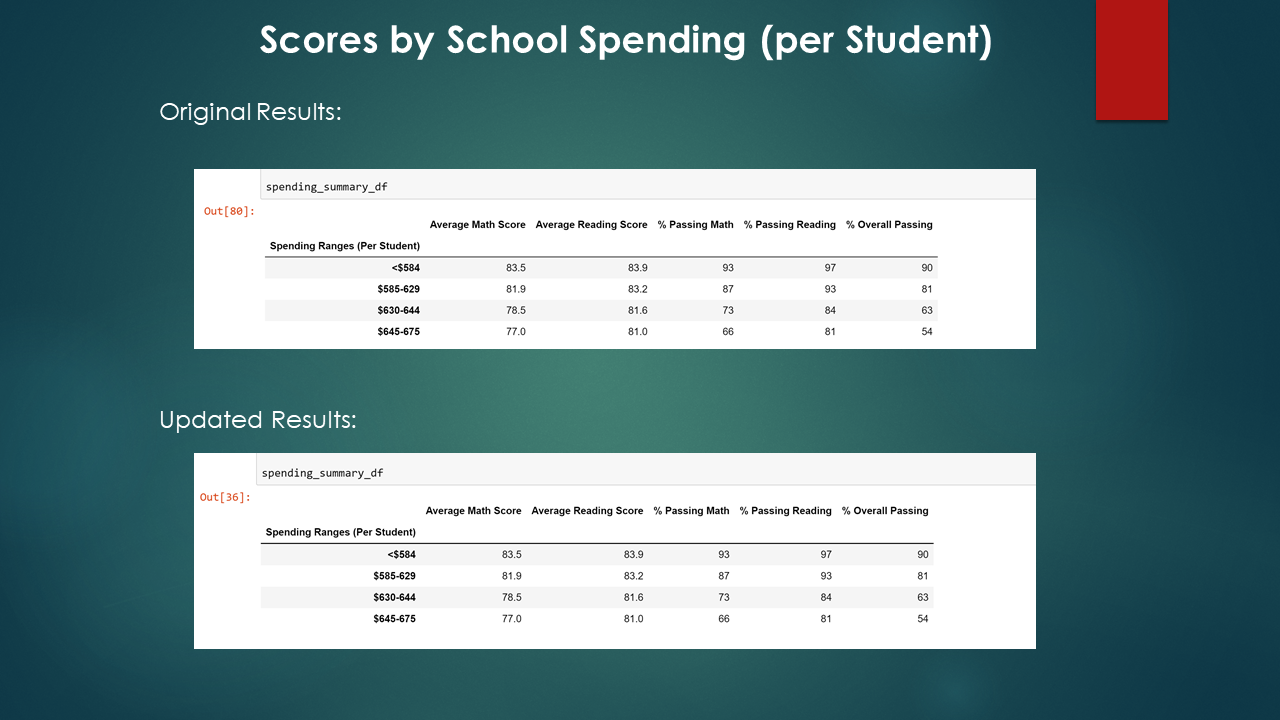 Scores by School Spending (per Student)
Original Results:
spending_summary_df
Out[80]:
Average Math Score Average Reading Score % Passing Math % Passing Reading % Overall Passing
Spending Ranges (Per Student)
<$584 83.5 83.9 93 97 90
$585-629 81.9 83.2 87 93 81
$630-644 78.5 81.6 73 84 63
$645-675 77.0 81.0 66 81 54
Updated Results:
spending_summary_df
Out[36]:
Average Math Score Average Reading Score % Passing Math % Passing Reading % Overall Passing
Spending Ranges (Per Student)
<$584 83.5 83.9 93 97 90
$585-629 81.9 83.2 87 93 81
$630-644 78.5 81.6 73 84 63
$645-675 77.0 81.0 66 81 54